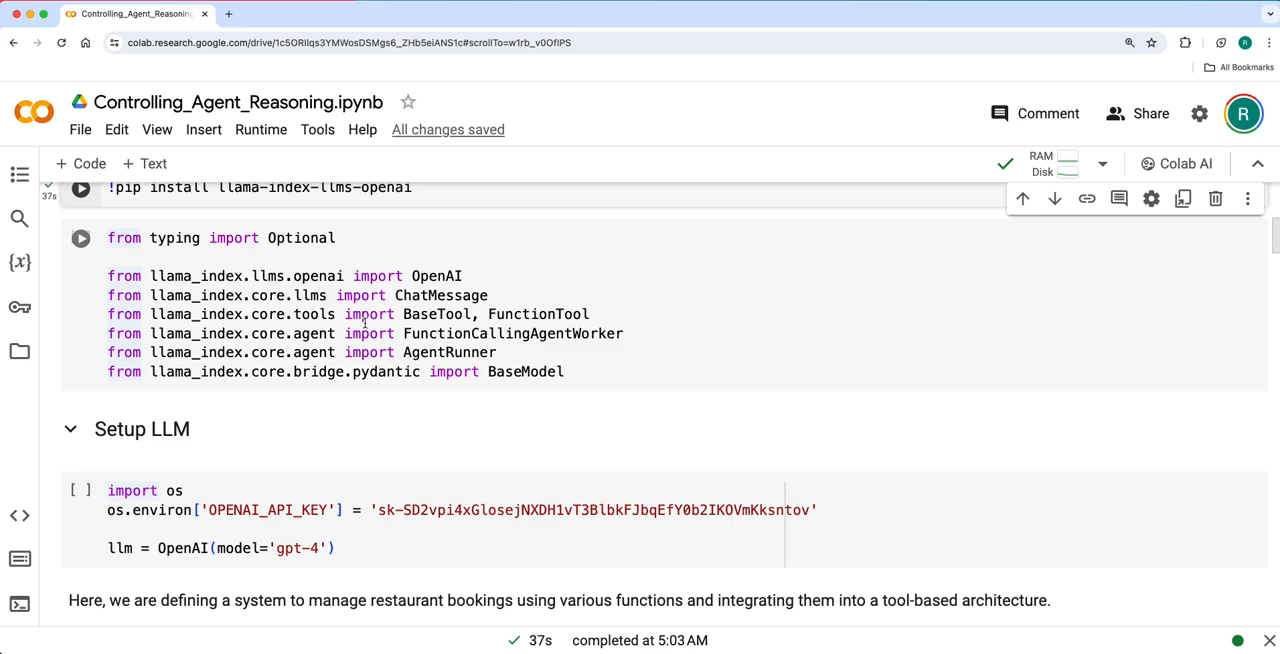 Controlling_Agent_Reasoning
colab.research.google.com/drive/1c5ORIlqs3YMWosDSMgs6_ZHb5eiANS1c#scrollTo=w1rb_v0OfIPS
R
All Bookmarks
Controlling_Agent_Reasoning.ipynb
Comment
Share
R
File Edit View Insert Runtime Tools Help All changes saved
+ Code + Text
RAM
Disk
Colab AI
37s
!pip install llama-index-llms-openai
from typing import Optional
from llama_index.llms.openai import OpenAI
from llama_index.core.llms import ChatMessage
from llama_index.core.tools import BaseTool, FunctionTool
from llama_index.core.agent import FunctionCallingAgentWorker
from llama_index.core.agent import AgentRunner
from llama_index.core.bridge.pydantic import BaseModel
Setup LLM
[ ] import os
os.environ['OPENAI_API_KEY'] = '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'
llm = OpenAI(model='gpt-4')
Here, we are defining a system to manage restaurant bookings using various functions and integrating them into a tool-based architecture.
37s completed at 5:03 AM